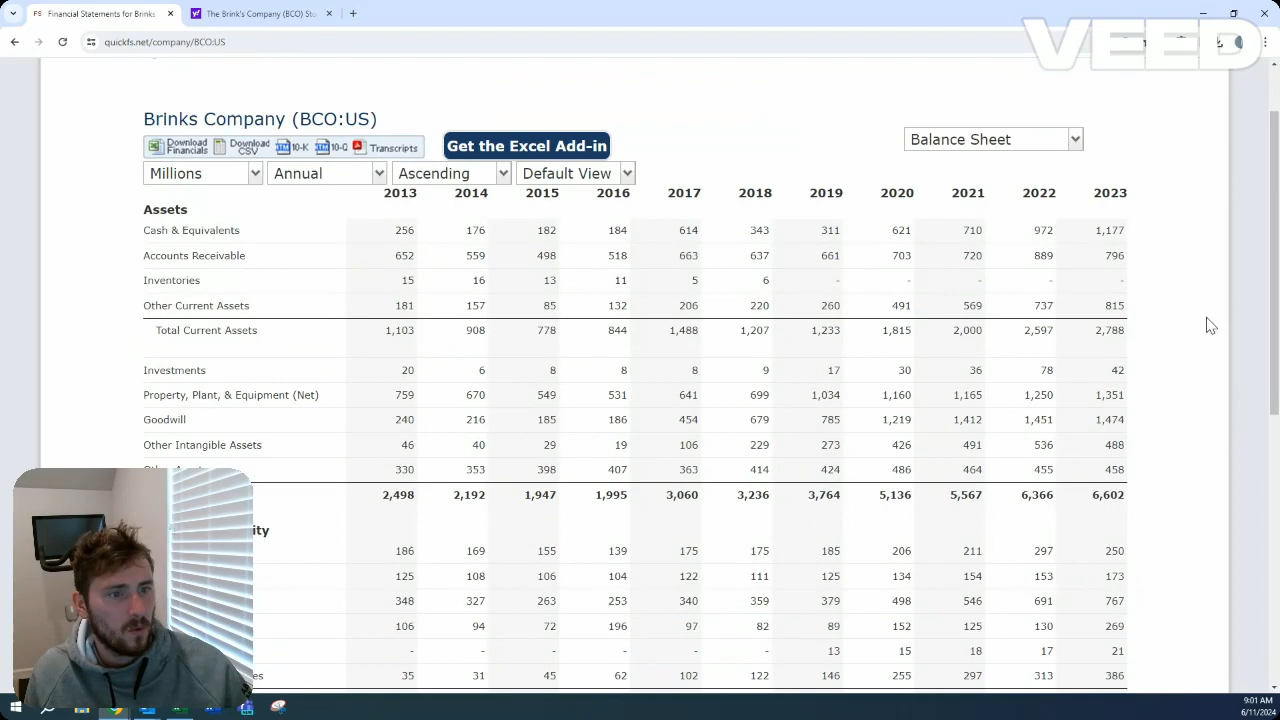 FS Financial Statements for Brinks
The Brink's Company (BCO) Sto
VEED
quickfs.net/company/BCO:US
Brinks Company (BCO:US)
Download Financials Download CSV 10-K 10-Q Transcripts Get the Excel Add-in Balance Sheet
Millions Annual Ascending Default View
2013 2014 2015 2016 2017 2018 2019 2020 2021 2022 2023
Assets
Cash & Equivalents 256 176 182 184 614 343 311 621 710 972 1,177
Accounts Receivable 652 559 498 518 663 637 661 703 720 889 796
Inventories 15 16 13 11 5 6 - - - - -
Other Current Assets 181 157 85 132 206 220 260 491 569 737 815
Total Current Assets 1,103 908 778 844 1,488 1,207 1,233 1,815 2,000 2,597 2,788
Investments 20 6 8 8 8 9 17 30 36 78 42
Property, Plant, & Equipment (Net) 759 670 549 531 641 699 1,034 1,160 1,165 1,250 1,351
Goodwill 240 216 185 186 454 679 785 1,219 1,412 1,451 1,474
Other Intangible Assets 46 40 29 19 106 229 273 426 491 536 488
330 353 398 407 363 414 424 486 464 455 458
2,498 2,192 1,947 1,995 3,060 3,236 3,764 5,136 5,567 6,366 6,602
ity
186 169 155 139 175 175 185 206 211 297 250
125 108 106 104 122 111 125 134 154 153 173
348 327 263 253 340 359 379 498 546 691 767
106 94 72 196 97 82 89 152 125 130 269
- - - - - - 13 15 18 17 21
es 35 31 45 62 102 122 146 255 297 313 386
9:01 AM
6/11/2024